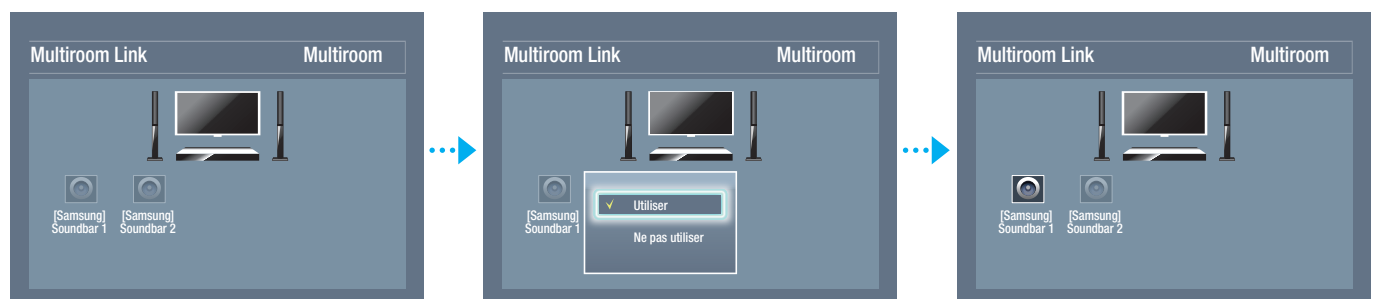 Multiroom Link Multiroom
[Samsung] [Samsung]
Soundbar 1 Soundbar 2
Multiroom Link Multiroom
[Samsung]
Soundbar 1
Utiliser
Ne pas utiliser
Multiroom Link Multiroom
[Samsung] [Samsung]
Soundbar 1 Soundbar 2